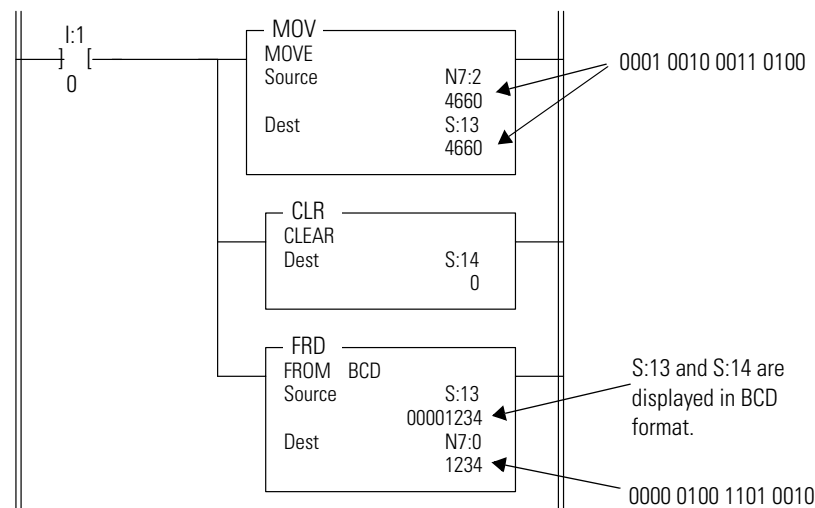 I:1
] [
0
MOV
MOVE
Source N7:2
4660
Dest S:13
4660
0001 0010 0011 0100
CLR
CLEAR
Dest S:14
0
FRD
FROM BCD
Source S:13
00001234
Dest N7:0
1234
S:13 and S:14 are
displayed in BCD
format.
0000 0100 1101 0010